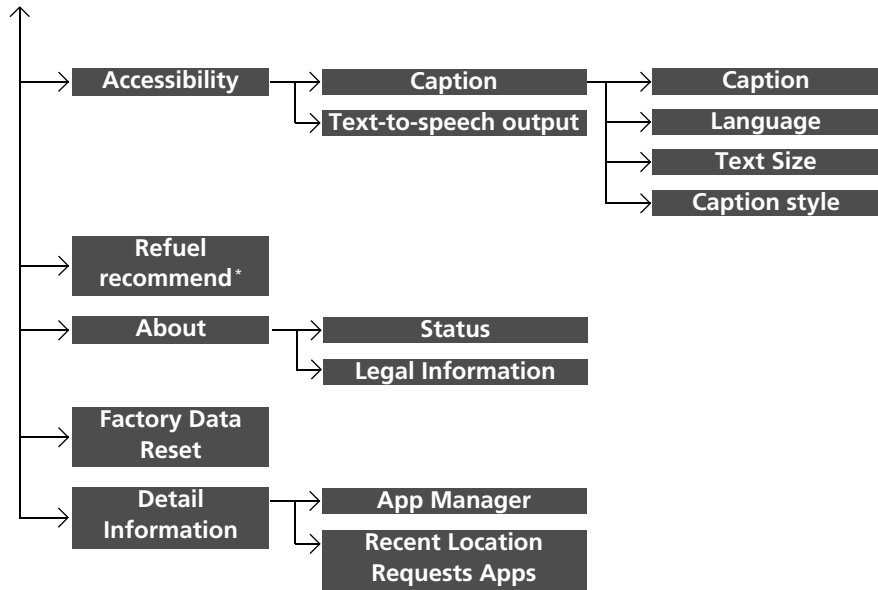 Accessibility
Caption
Caption
Text-to-speech output
Language
Text Size
Caption style
Refuel
recommend*
About
Status
Legal Information
Factory Data
Reset
Detail
Information
App Manager
Recent Location
Requests Apps